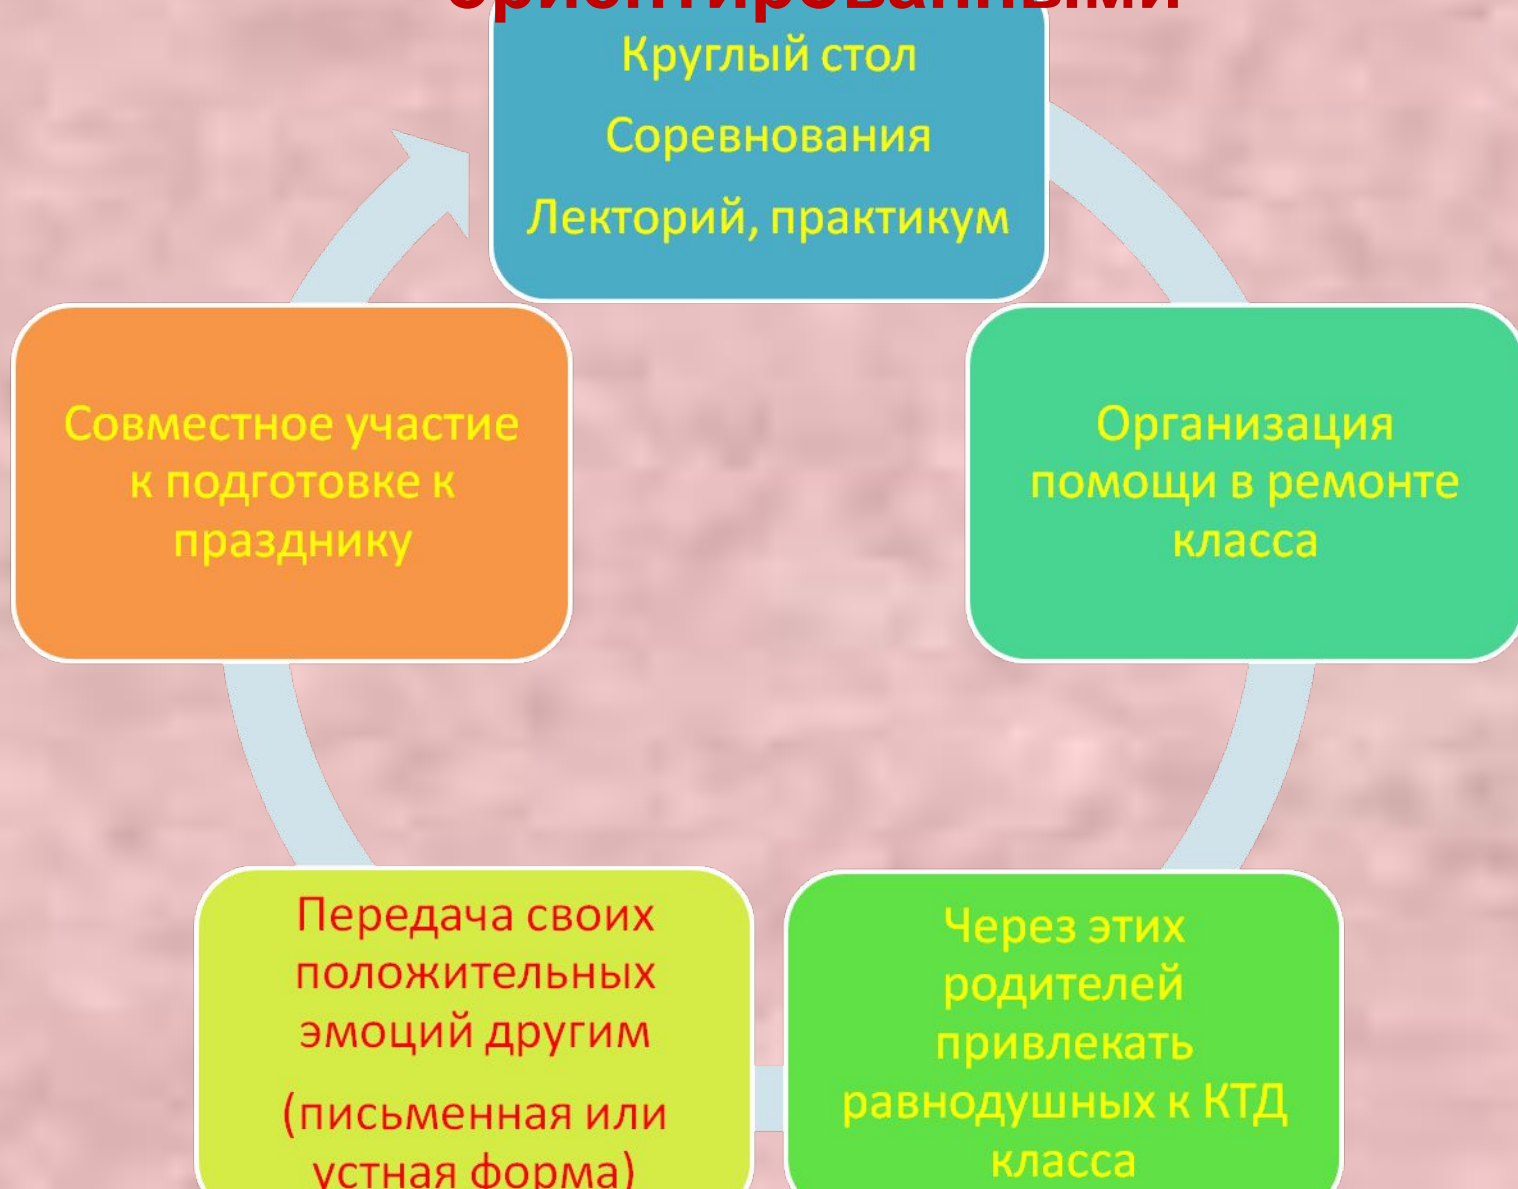 ориентированными
Круглый стол
Соревнования
Лекторий, практикум
Совместное участие
к подготовке к
празднику
Организация
помощи в ремонте
класса
Передача своих
положительных
эмоций другим
(письменная или
устная форма)
Через этих
родителей
привлекать
равнодушных к КТД
класса